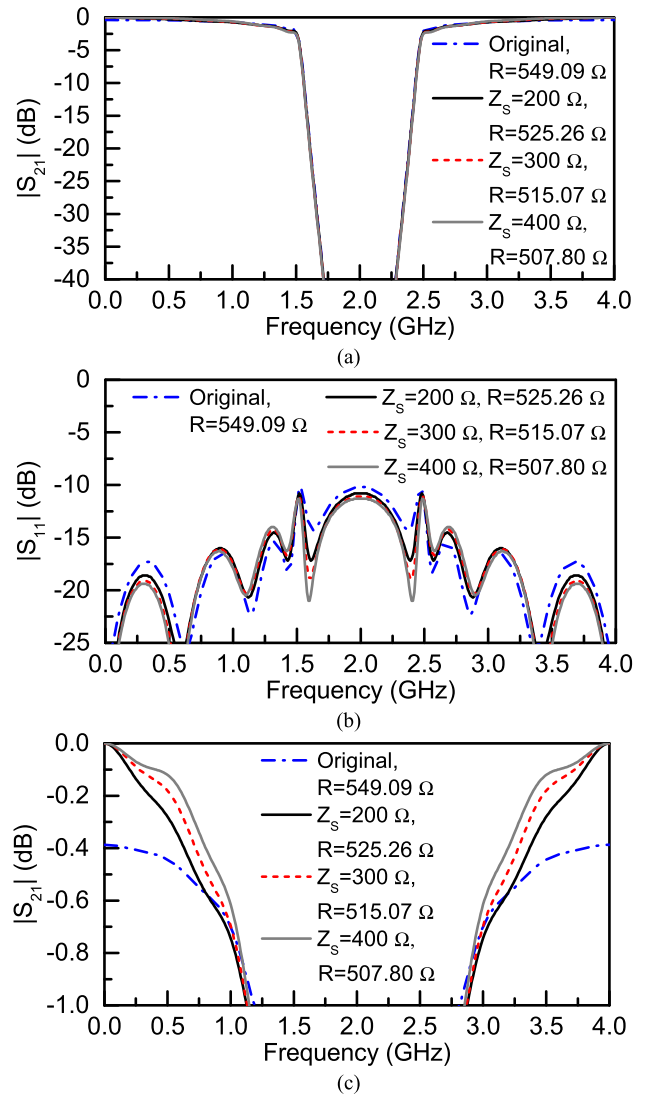 0
-5
-10
-15
-20
-25
-30
-35
-40
|S21| (dB)
Original,
R=549.09 Ω
ZS=200 Ω,
R=525.26 Ω
ZS=300 Ω,
R=515.07 Ω
ZS=400 Ω,
R=507.80 Ω
0.0 0.5 1.0 1.5 2.0 2.5 3.0 3.5 4.0
Frequency (GHz)
(a)
0
-5
-10
-15
-20
-25
|S11| (dB)
Original,
R=549.09 Ω
ZS=200 Ω, R=525.26 Ω
ZS=300 Ω, R=515.07 Ω
ZS=400 Ω, R=507.80 Ω
0.0 0.5 1.0 1.5 2.0 2.5 3.0 3.5 4.0
Frequency (GHz)
(b)
0.0
-0.2
-0.4
-0.6
-0.8
-1.0
|S21| (dB)
Original,
R=549.09 Ω
ZS=200 Ω,
R=525.26 Ω
ZS=300 Ω,
R=515.07 Ω
ZS=400 Ω,
R=507.80 Ω
0.0 0.5 1.0 1.5 2.0 2.5 3.0 3.5 4.0
Frequency (GHz)
(c)